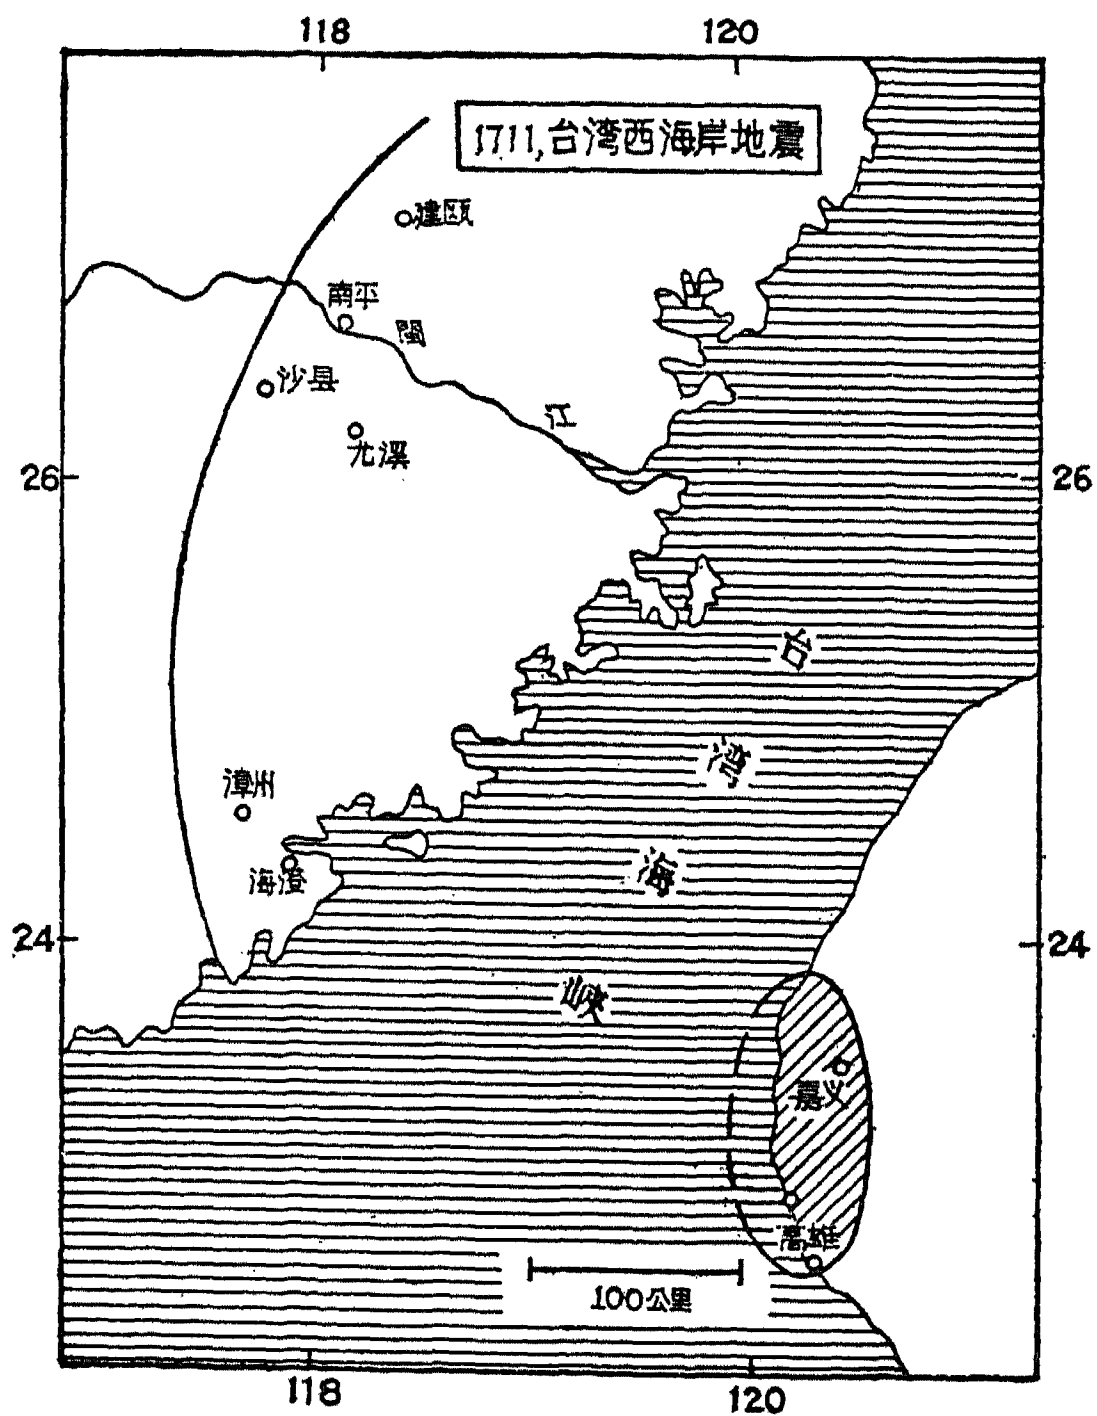 118 120
1711,台湾西海岸地震
建瓯
南平
閩
沙县
江
尤溪
26 26
台
湾
漳州
海
海澄
24 24
峡
嘉义
高雄
100公里
118 120